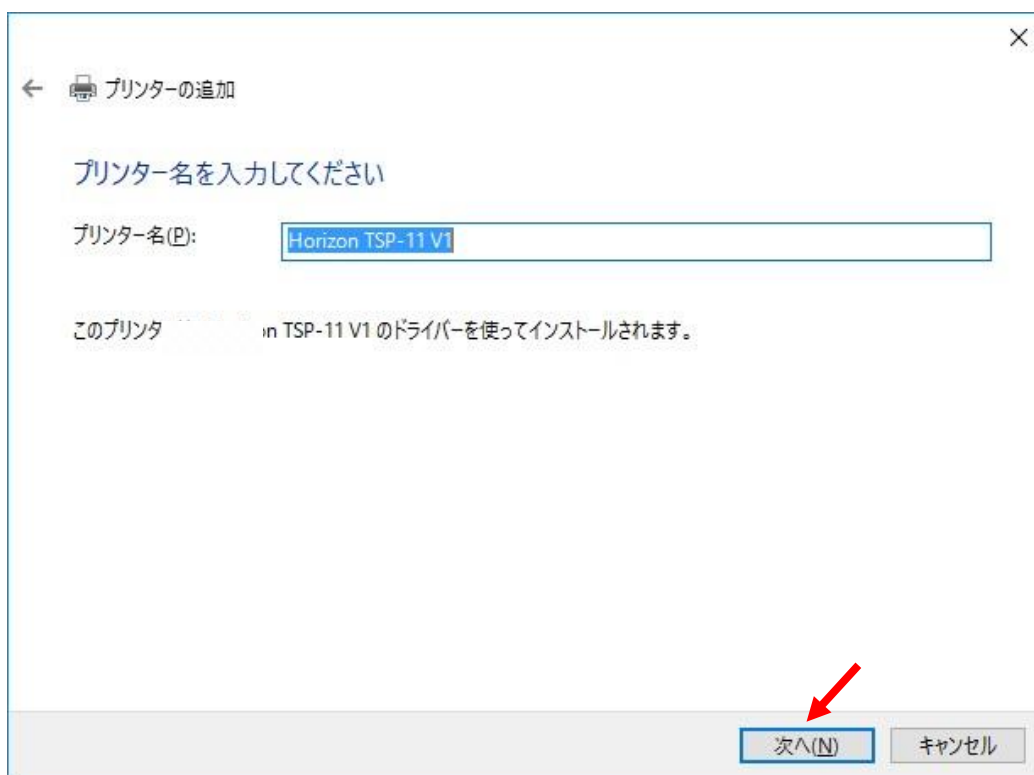 プリンターの追加
プリンター名を入力してください
プリンター名(P): Horizon TSP-11 V1
このプリンタ TSP-11 V1 のドライバーを使ってインストールされます。
次へ(N) キャンセル